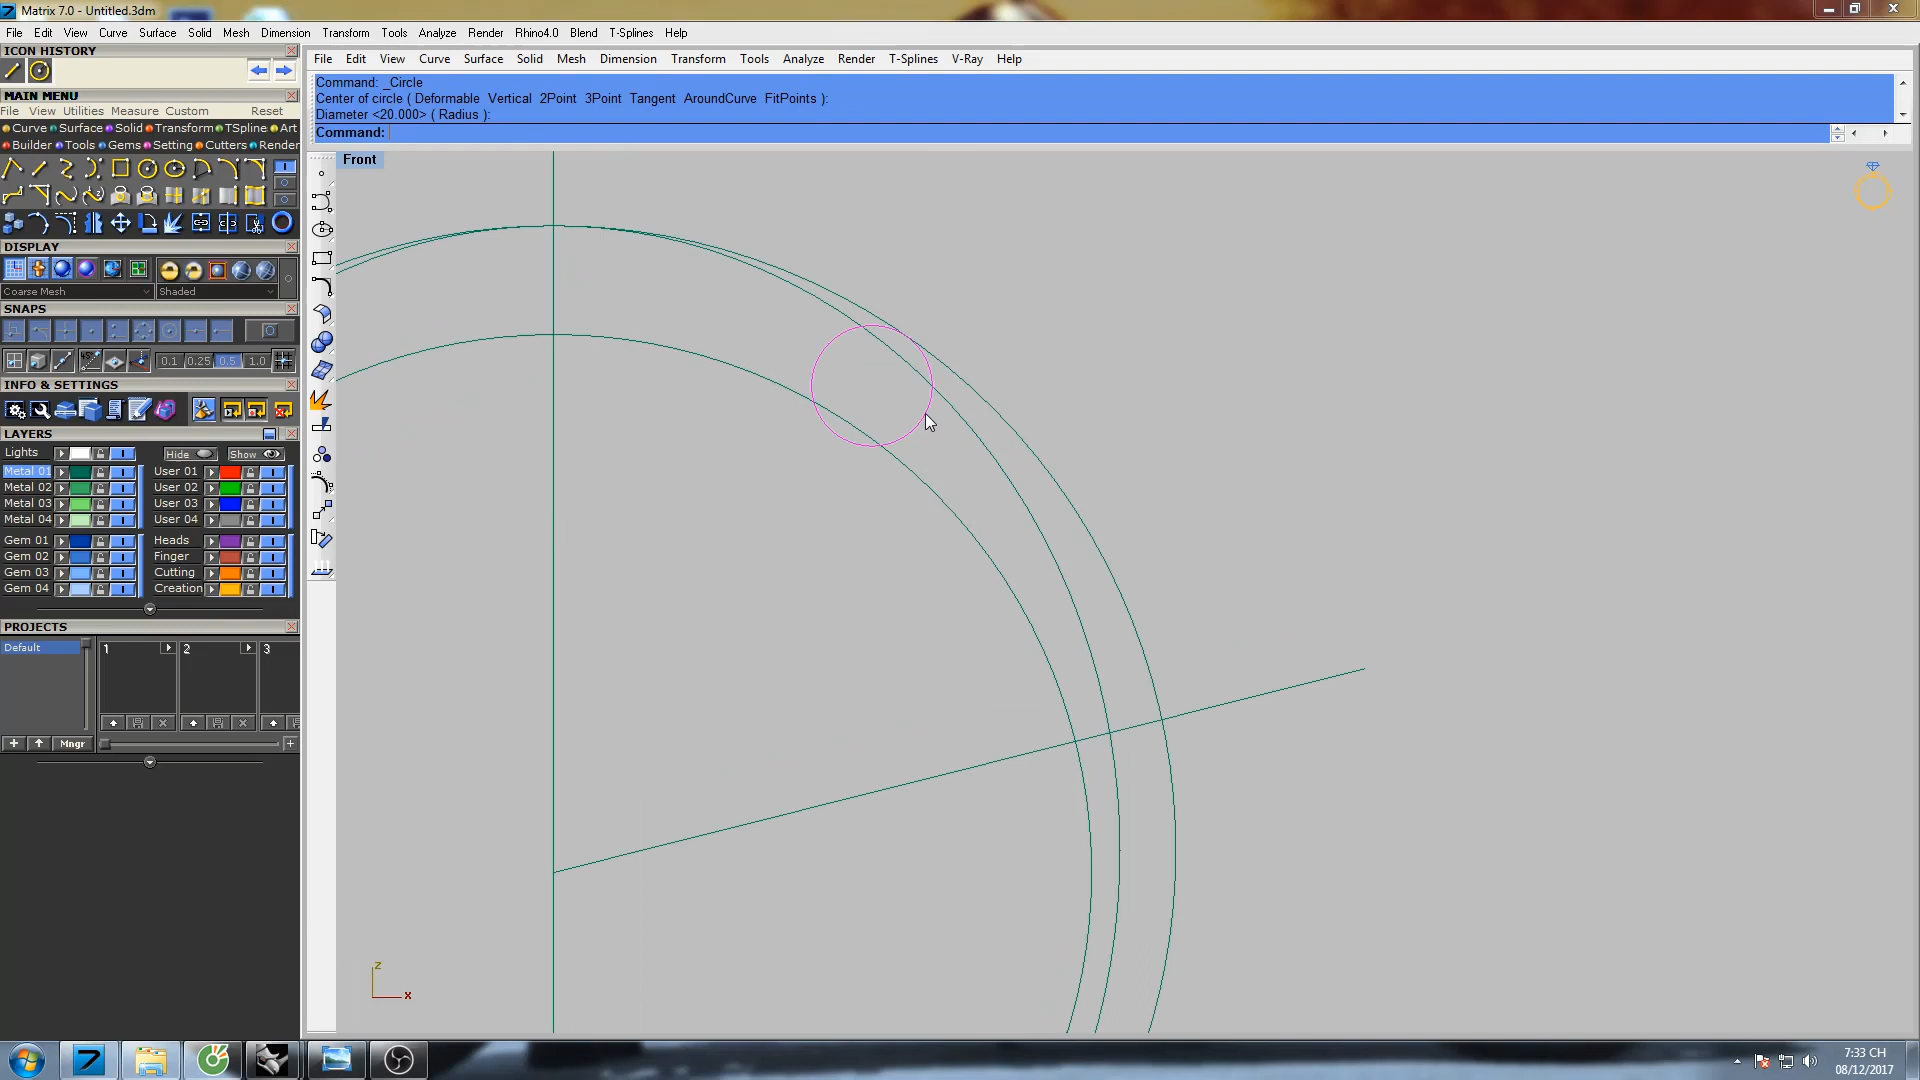 Matrix 7.0 - Untitled.3dm
File Edit View Curve Surface Solid Mesh Dimension Transform Tools Analyze Render Rhino4.0 Blend T-Splines Help
ICON HISTORY
MAIN MENU
File View Utilities Measure Custom Reset
Curve Surface Solid Transform TSpline Art
Builder Tools Gems Setting Cutters Render
DISPLAY
Coarse Mesh Shaded
SNAPS
0.1 0.25 0.5 1.0
INFO & SETTINGS
LAYERS
Lights Hide Show
Metal 01 User 01
Metal 02 User 02
Metal 03 User 03
Metal 04 User 04
Gem 01 Heads
Gem 02 Finger
Gem 03 Cutting
Gem 04 Creation
PROJECTS
Default 1 2 3
Mngr
File Edit View Curve Surface Solid Mesh Dimension Transform Tools Analyze Render T-Splines V-Ray Help
Command: _Circle
Center of circle ( Deformable Vertical 2Point 3Point Tangent AroundCurve FitPoints ):
Diameter <20.000> ( Radius ):
Command:
Front
z
x
7:33 CH
08/12/2017